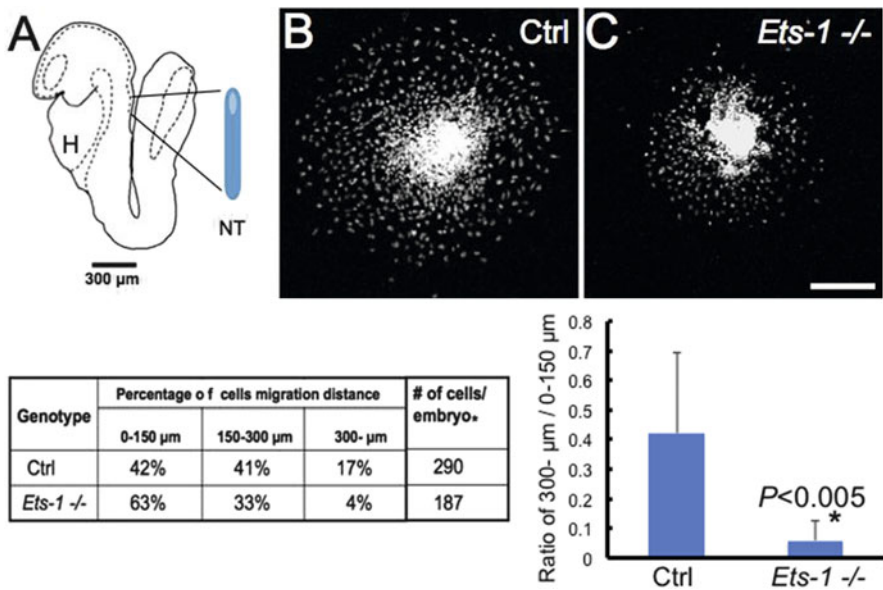 A
H
NT
300 µm
B
Ctrl
C
Ets-1 -/-
Genotype
Percentage o f cells migration distance
# of cells/
embryo*
0-150 µm
150-300 µm
300- µm
Ctrl
42%
41%
17%
290
Ets-1 -/-
63%
33%
4%
187
Ratio of 300- µm / 0-150 µm
0.8
0.7
0.6
0.5
0.4
0.3
0.2
0.1
0
P<0.005
*
Ctrl
Ets-1 -/-